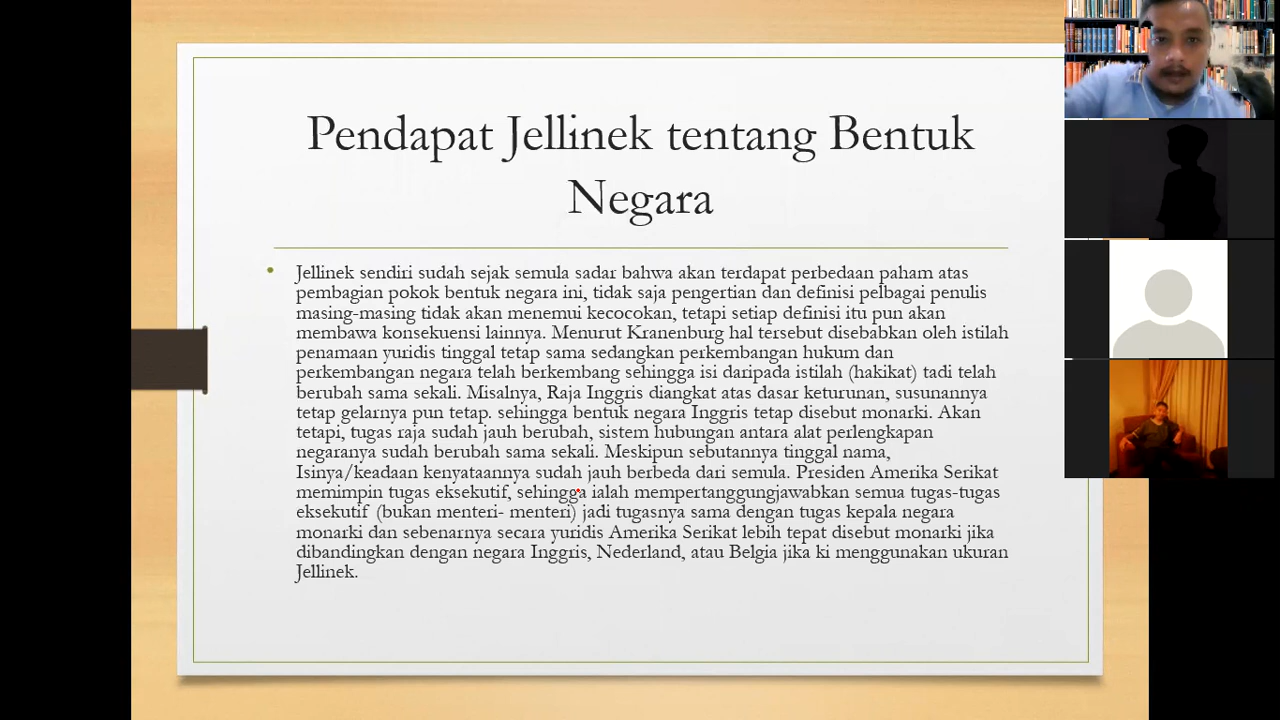 Pendapat Jellinek tentang Bentuk
Negara
• Jellinek sendiri sudah sejak semula sadar bahwa akan terdapat perbedaan paham atas
pembagian pokok bentuk negara ini, tidak saja pengertian dan definisi pelbagai penulis
masing-masing tidak akan menemui kecocokan, tetapi setiap definisi itu pun akan
membawa konsekuensi lainnya. Menurut Kranenburg hal tersebut disebabkan oleh istilah
penamaan yuridis tinggal tetap sama sedangkan perkembangan hukum dan
perkembangan negara telah berkembang sehingga isi daripada istilah (hakikat) tadi telah
berubah sama sekali. Misalnya, Raja Inggris diangkat atas dasar keturunan, susunannya
tetap gelarnya pun tetap. sehingga bentuk negara Inggris tetap disebut monarki. Akan
tetapi, tugas raja sudah jauh berubah, sistem hubungan antara alat perlengkapan
negaranya sudah berubah sama sekali. Meskipun sebutannya tinggal nama,
Isinya/keadaan kenyataannya sudah jauh berbeda dari semula. Presiden Amerika Serikat
memimpin tugas eksekutif, sehingga ialah mempertanggungjawabkan semua tugas-tugas
eksekutif (bukan menteri- menteri) jadi tugasnya sama dengan tugas kepala negara
monarki dan sebenarnya secara yuridis Amerika Serikat lebih tepat disebut monarki jika
dibandingkan dengan negara Inggris, Nederland, atau Belgia jika ki menggunakan ukuran
Jellinek.